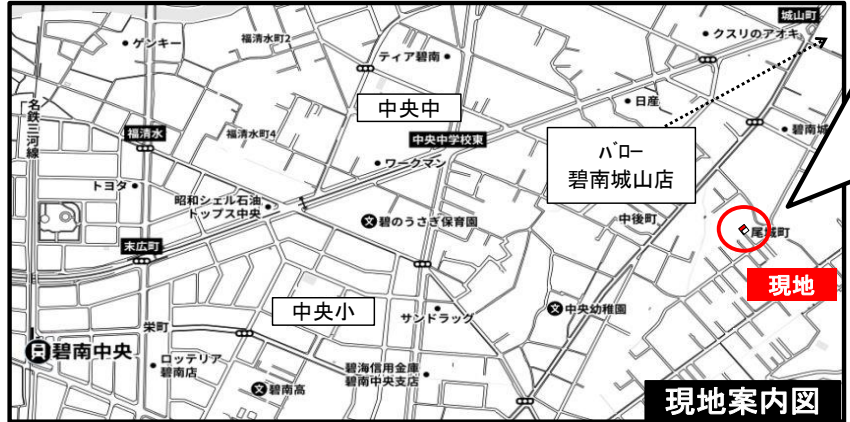 城山町
クスリのアオキ
ゲンキー
福清水町2
ティア碧南
日産
中央中
名鉄三河線
福清水
福清水町4
中央中学校東
碧南城
バロー
碧南城山店
ワークマン
トヨタ
昭和シェル石油
トップス中央
碧のうさぎ保育園
中後町
尾城町
末広町
現地
中央小
サンドラッグ
中央幼稚園
栄町
碧南中央
ロッテリア
碧南店
碧海信用金庫
碧南中央支店
碧南高
現地案内図